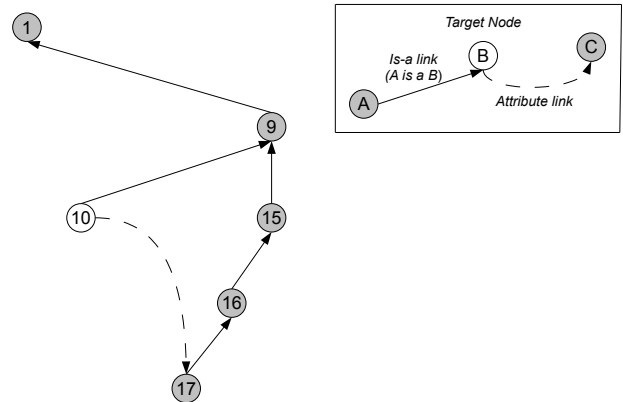 1
9
10
15
16
17
Target Node
Is-a link
(A is a B)
B
C
A
Attribute link